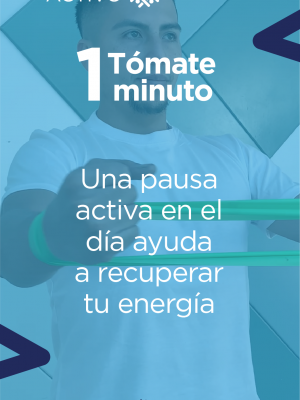 1 Tómate
minuto
Una pausa
activa en el
día ayuda
a recuperar
tu energía